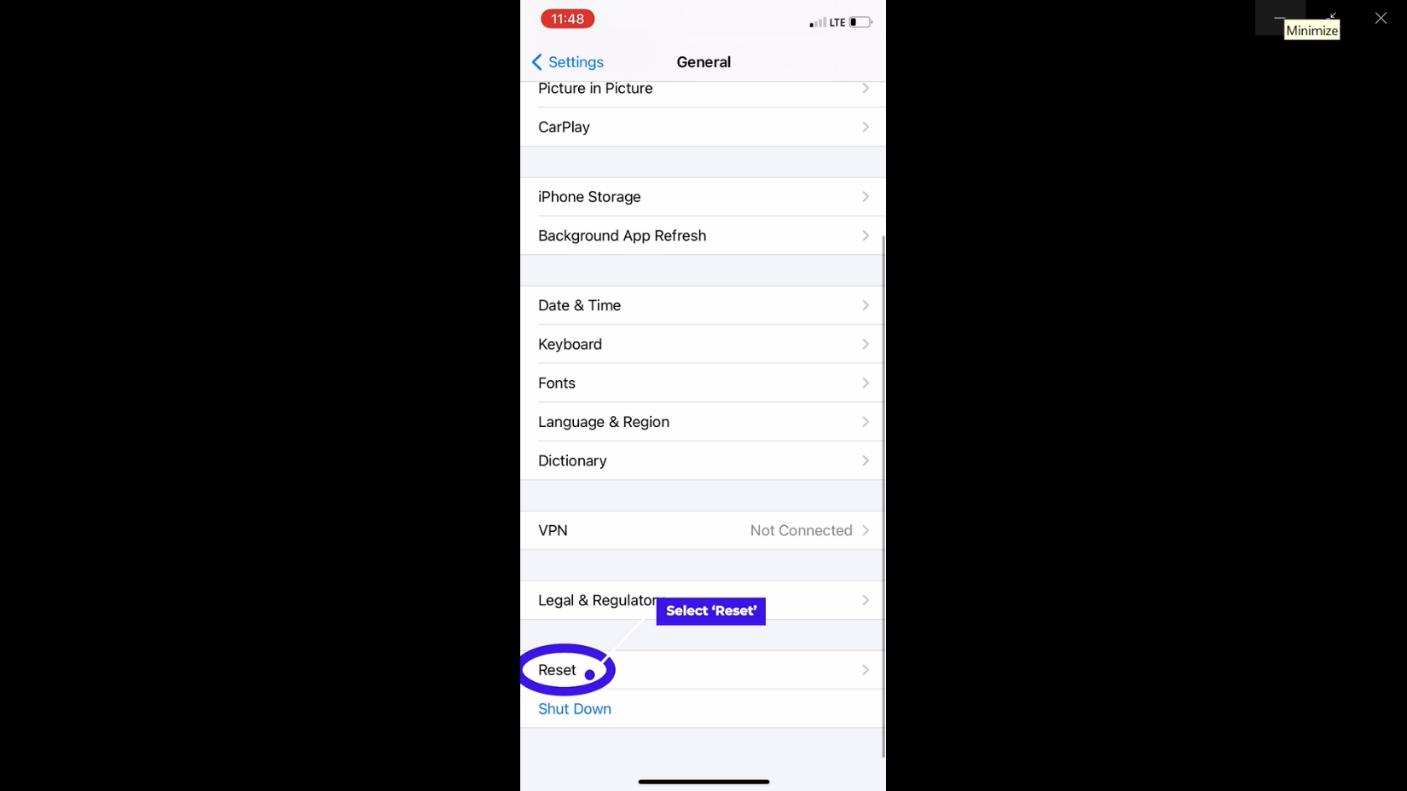 11:48
LTE
Minimize
Settings
General
Picture in Picture
CarPlay
iPhone Storage
Background App Refresh
Date & Time
Keyboard
Fonts
Language & Region
Dictionary
VPN
Not Connected
Legal & Regulatory
Select ‘Reset’
Reset
Shut Down